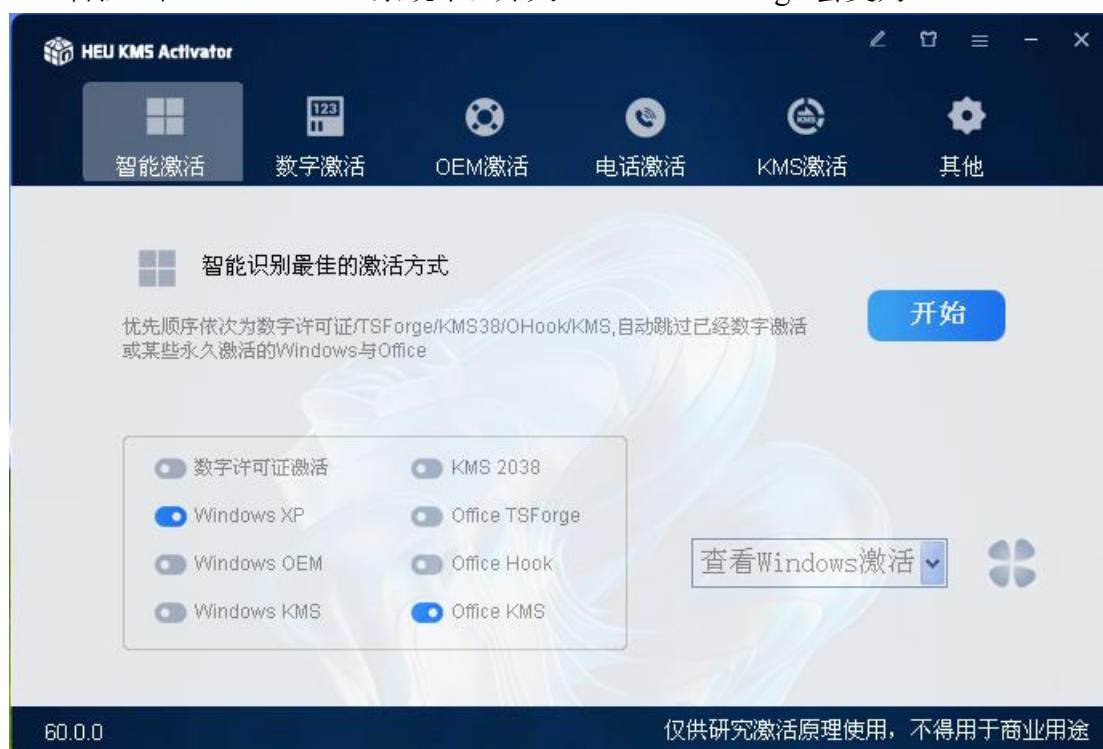 HEU KMS Activator
智能激活 数字激活 OEM激活 电话激活 KMS激活 其他
智能识别最佳的激活方式
开始
优先顺序依次为数字许可证/TSForge/KMS38/OHook/KMS,自动跳过已经数字激活
或某些永久激活的Windows与Office
数字许可证激活 KMS 2038
Windows XP Office TSForge
Windows OEM Office Hook
查看Windows激活
Windows KMS Office KMS
60.0.0 仅供研究激活原理使用，不得用于商业用途